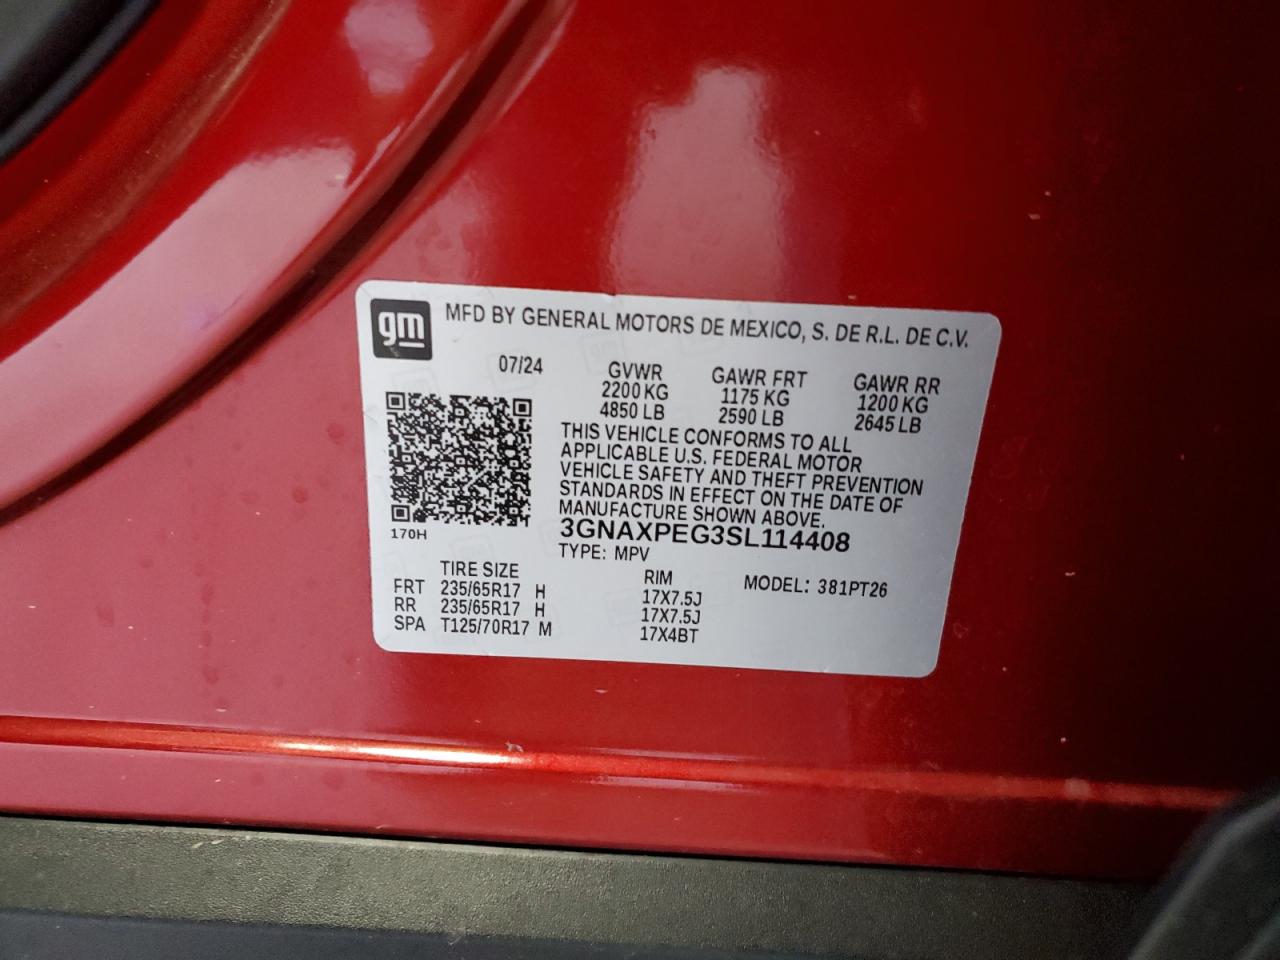 gm
MFD BY GENERAL MOTORS DE MEXICO, S. DE R.L. DE C.V.
07/24 GVWR GAWR FRT GAWR RR
2200 KG 1175 KG 1200 KG
4850 LB 2590 LB 2645 LB
THIS VEHICLE CONFORMS TO ALL
APPLICABLE U.S. FEDERAL MOTOR
VEHICLE SAFETY AND THEFT PREVENTION
STANDARDS IN EFFECT ON THE DATE OF
MANUFACTURE SHOWN ABOVE.
170H
3GNAXPEG3SL114408
TYPE: MPV
TIRE SIZE RIM MODEL: 381PT26
FRT 235/65R17 H 17X7.5J
RR 235/65R17 H 17X7.5J
SPA T125/70R17 M 17X4BT